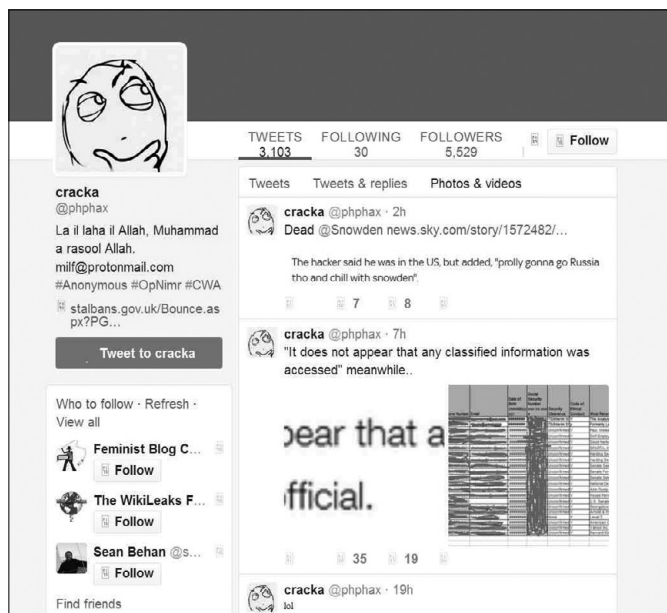 TWEETS FOLLOWING FOLLOWERS
3,103 30 5,529
Follow
cracka
@phphax
La il laha il Allah, Muhammad
a rasool Allah.
milf@protonmail.com
#Anonymous #OpNimr #CWA
stalbans.gov.uk/Bounce.as
px?PG...
Tweet to cracka
Who to follow · Refresh ·
View all
Feminist Blog C...
Follow
The WikiLeaks F...
Follow
Sean Behan @s...
Follow
Find friends
Tweets Tweets & replies Photos & videos
cracka @phphax · 2h
Dead @Snowden news.sky.com/story/1572482/...
The hacker said he was in the US, but added, "prolly gonna go Russia
tho and chill with snowden".
7 8
cracka @phphax · 7h
"It does not appear that any classified information was
accessed" meanwhile..
pear that a
fficial.
Email
Social
Security
Number
35 19
cracka @phphax · 19h
lol